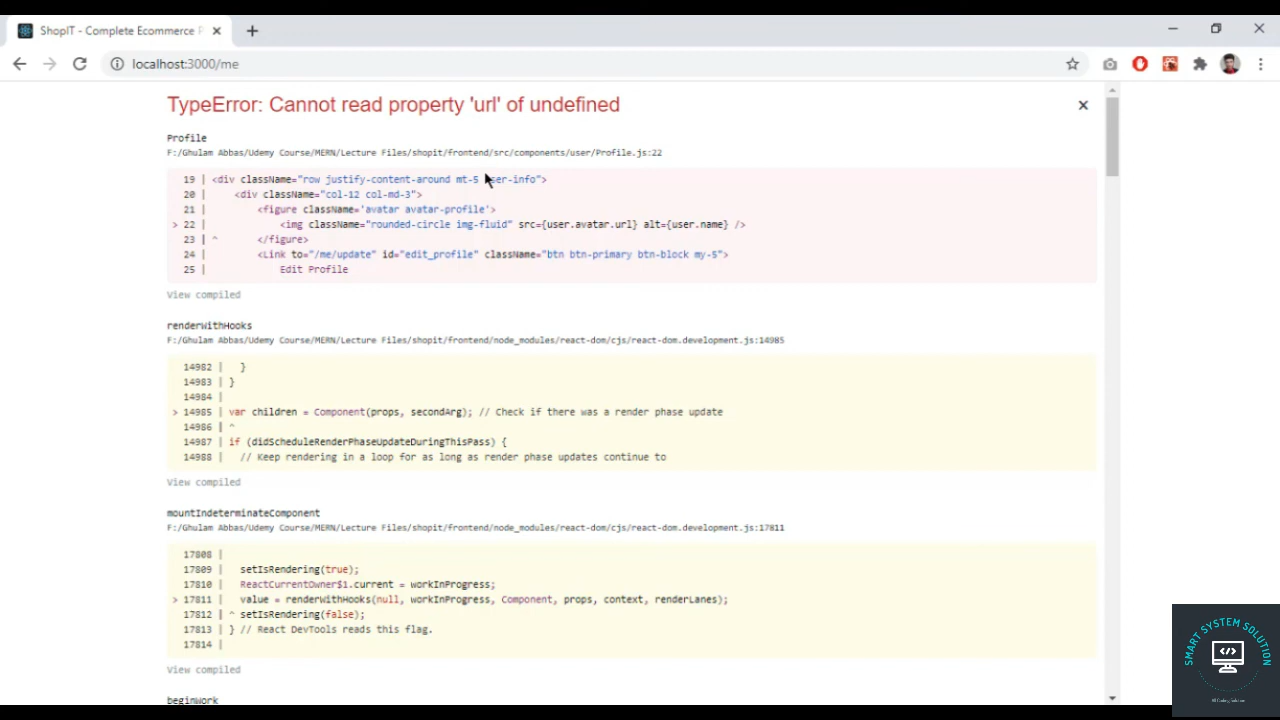 ShopIT - Complete Ecommerce P
localhost:3000/me
TypeError: Cannot read property 'url' of undefined
Profile
F:/Ghulam Abbas/Udemy Course/MERN/Lecture Files/shopit/frontend/src/components/user/Profile.js:22
19 | <div className="row justify-content-around mt-5 user-info">
20 | <div className="col-12 col-md-3">
21 | <figure className='avatar avatar-profile'>
> 22 | <img className="rounded-circle img-fluid" src={user.avatar.url} alt={user.name} />
23 | ^ </figure>
24 | <Link to="/me/update" id="edit_profile" className="btn btn-primary btn-block my-5">
25 | Edit Profile
View compiled
renderWithHooks
F:/Ghulam Abbas/Udemy Course/MERN/Lecture Files/shopit/frontend/node_modules/react-dom/cjs/react-dom.development.js:14985
14982 | }
14983 | }
14984 |
> 14985 | var children = Component(props, secondArg); // Check if there was a render phase update
14986 | ^
14987 | if (didScheduleRenderPhaseUpdateDuringThisPass) {
14988 | // Keep rendering in a loop for as long as render phase updates continue to
View compiled
mountIndeterminateComponent
F:/Ghulam Abbas/Udemy Course/MERN/Lecture Files/shopit/frontend/node_modules/react-dom/cjs/react-dom.development.js:17811
17808 |
17809 | setIsRendering(true);
17810 | ReactCurrentOwner$1.current = workInProgress;
> 17811 | value = renderWithHooks(null, workInProgress, Component, props, context, renderLanes);
17812 | ^ setIsRendering(false);
17813 | } // React DevTools reads this flag.
17814 |
View compiled
beginWork
SMART SYSTEM SOLUTION